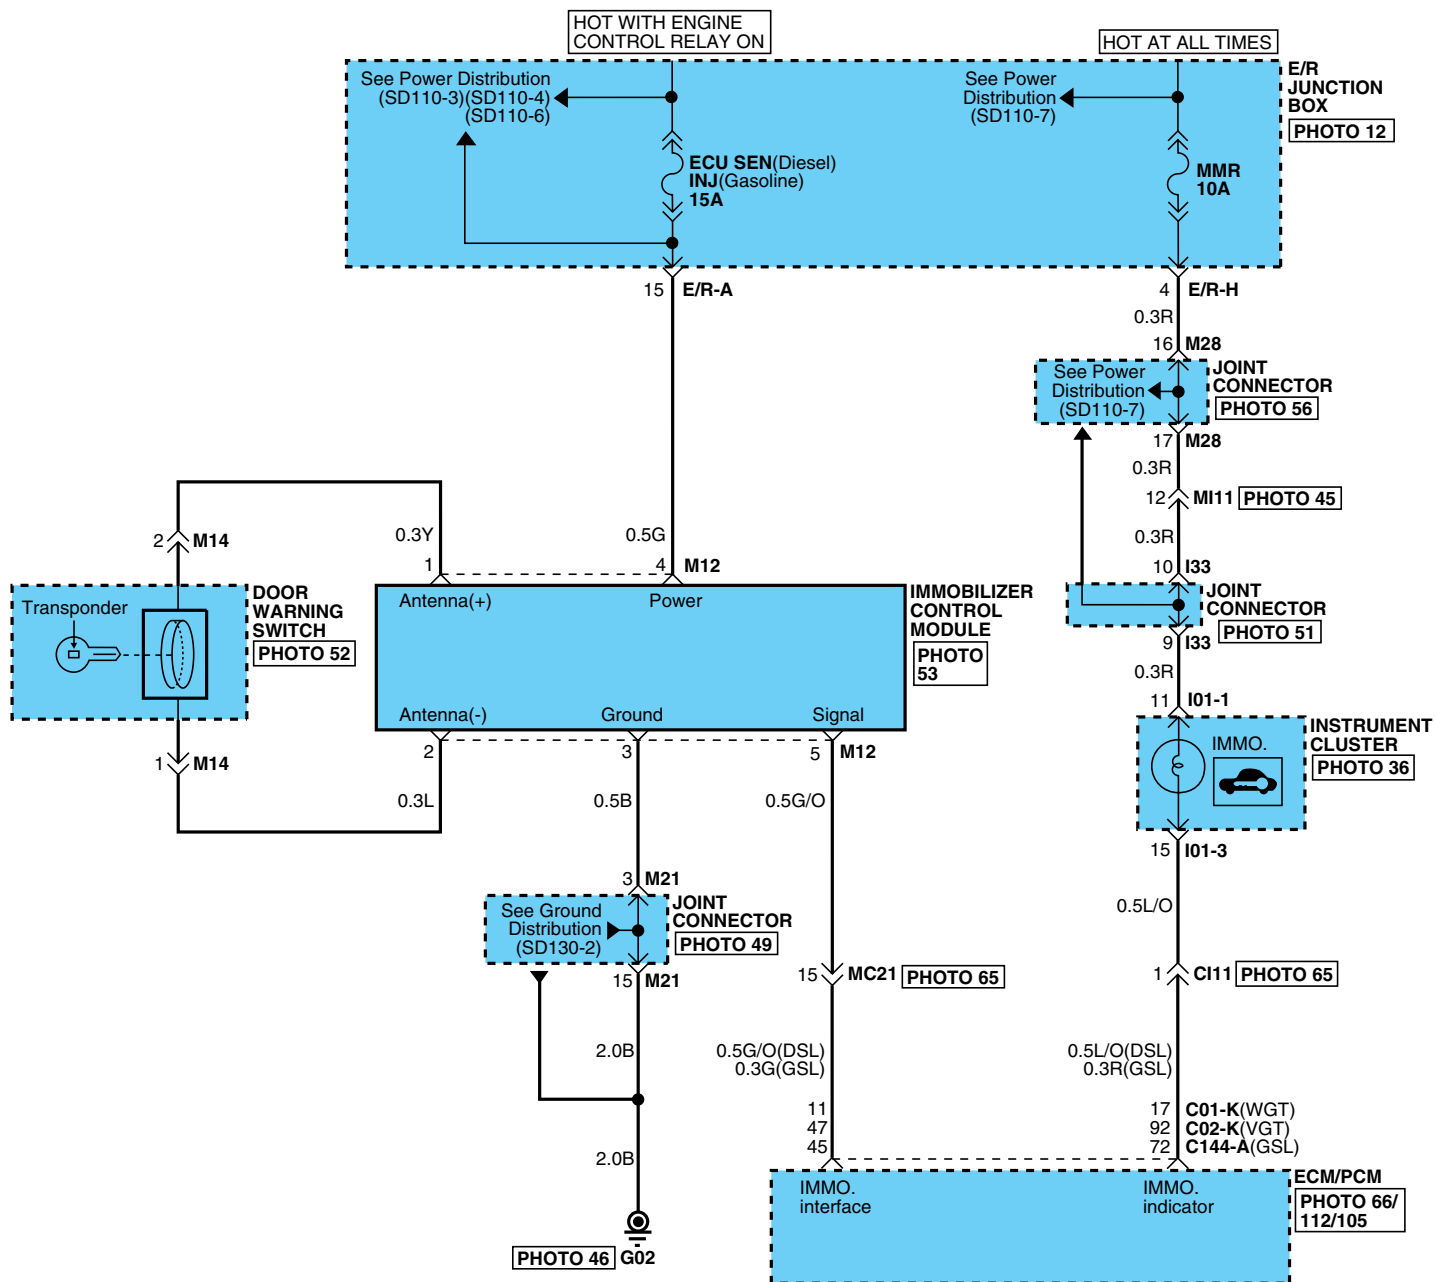 HOT WITH ENGINE
CONTROL RELAY ON
HOT AT ALL TIMES
See Power Distribution
(SD110-3)(SD110-4)
(SD110-6)
See Power
Distribution
(SD110-7)
E/R
JUNCTION
BOX
PHOTO 12
ECU SEN(Diesel)
INJ(Gasoline)
15A
MMR
10A
15 E/R-A
4 E/R-H
0.3R
16 M28
See Power
Distribution
(SD110-7)
JOINT
CONNECTOR
PHOTO 56
17 M28
0.3R
12 MI11 PHOTO 45
0.3R
10 I33
JOINT
CONNECTOR
PHOTO 51
9 I33
0.3R
11 I01-1
2 M14
0.3Y
1
0.5G
4 M12
Transponder
DOOR
WARNING
SWITCH
PHOTO 52
Antenna(+)
Power
IMMOBILIZER
CONTROL
MODULE
PHOTO
53
Antenna(-)
Ground
Signal
1 M14
2
3
5 M12
0.3L
0.5B
0.5G/O
IMMO.
INSTRUMENT
CLUSTER
PHOTO 36
15 I01-3
0.5L/O
3 M21
See Ground
Distribution
(SD130-2)
JOINT
CONNECTOR
PHOTO 49
15 M21
15 MC21 PHOTO 65
1 CI11 PHOTO 65
2.0B
0.5G/O(DSL)
0.3G(GSL)
0.5L/O(DSL)
0.3R(GSL)
11
47
45
17 C01-K(WGT)
92 C02-K(VGT)
72 C144-A(GSL)
2.0B
IMMO.
interface
IMMO.
indicator
ECM/PCM
PHOTO 66/
112/105
PHOTO 46 G02